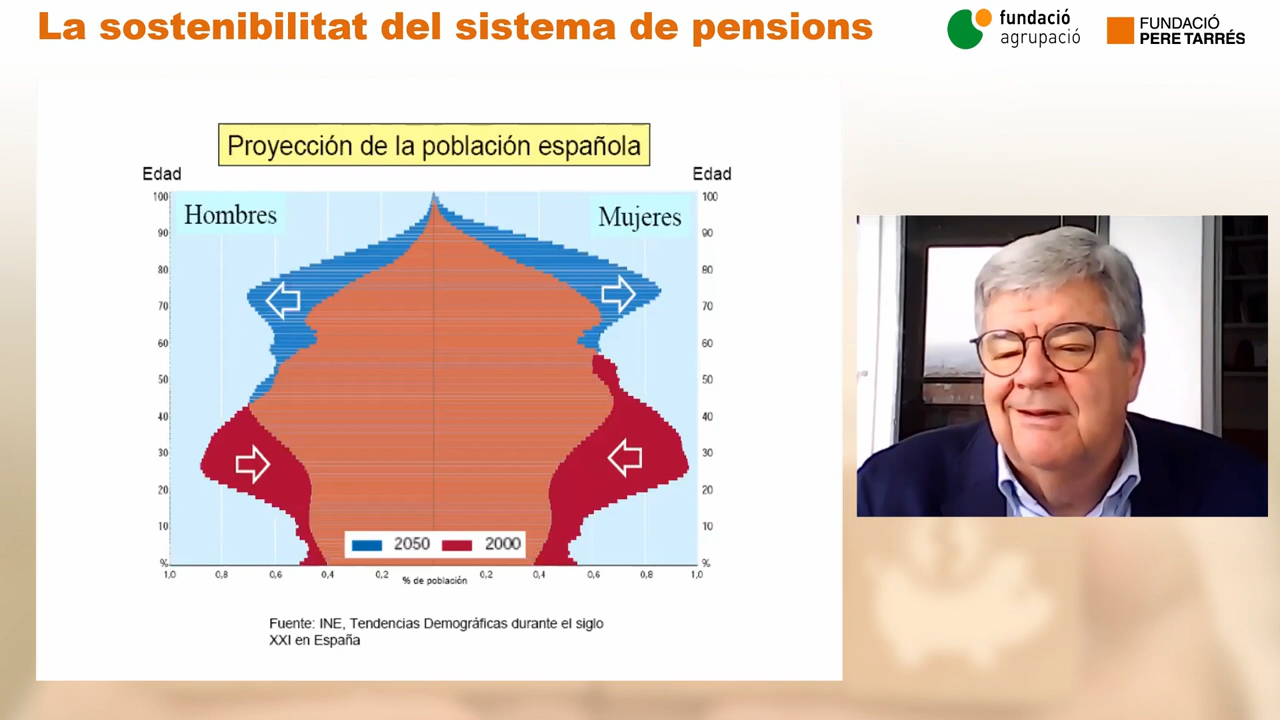 La sostenibilitat del sistema de pensions
fundació
agrupació
FUNDACIÓ
PERE TARRÉS
Proyección de la población española
Edad
Edad
Hombres
Mujeres
100
90
80
70
60
50
40
30
20
10
%
100
90
80
70
60
50
40
30
20
10
%
2050
2000
1,0
0,8
0,6
0,4
0,2
% de población
0,2
0,4
0,6
0,8
1,0
Fuente: INE, Tendencias Demográficas durante el siglo
XXI en España